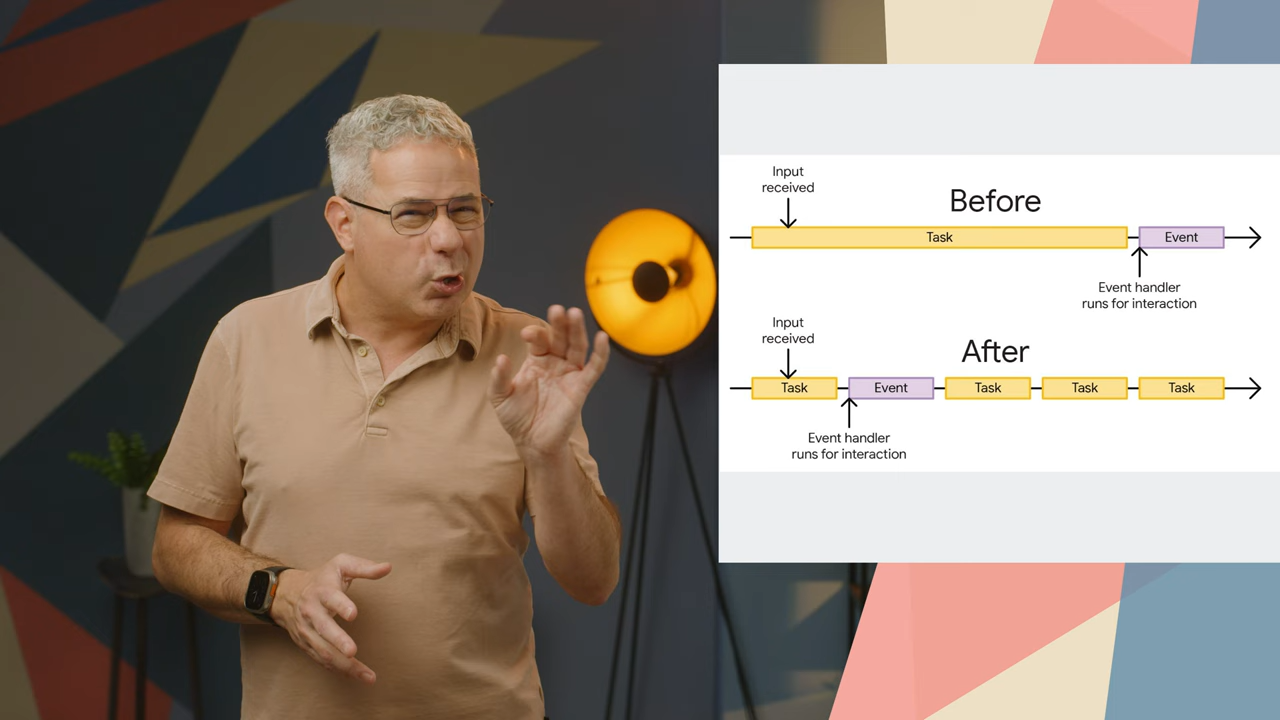 Input
received
Before
Task
Event
Event handler
runs for interaction
Input
received
After
Task
Event
Task
Task
Task
Event handler
runs for interaction